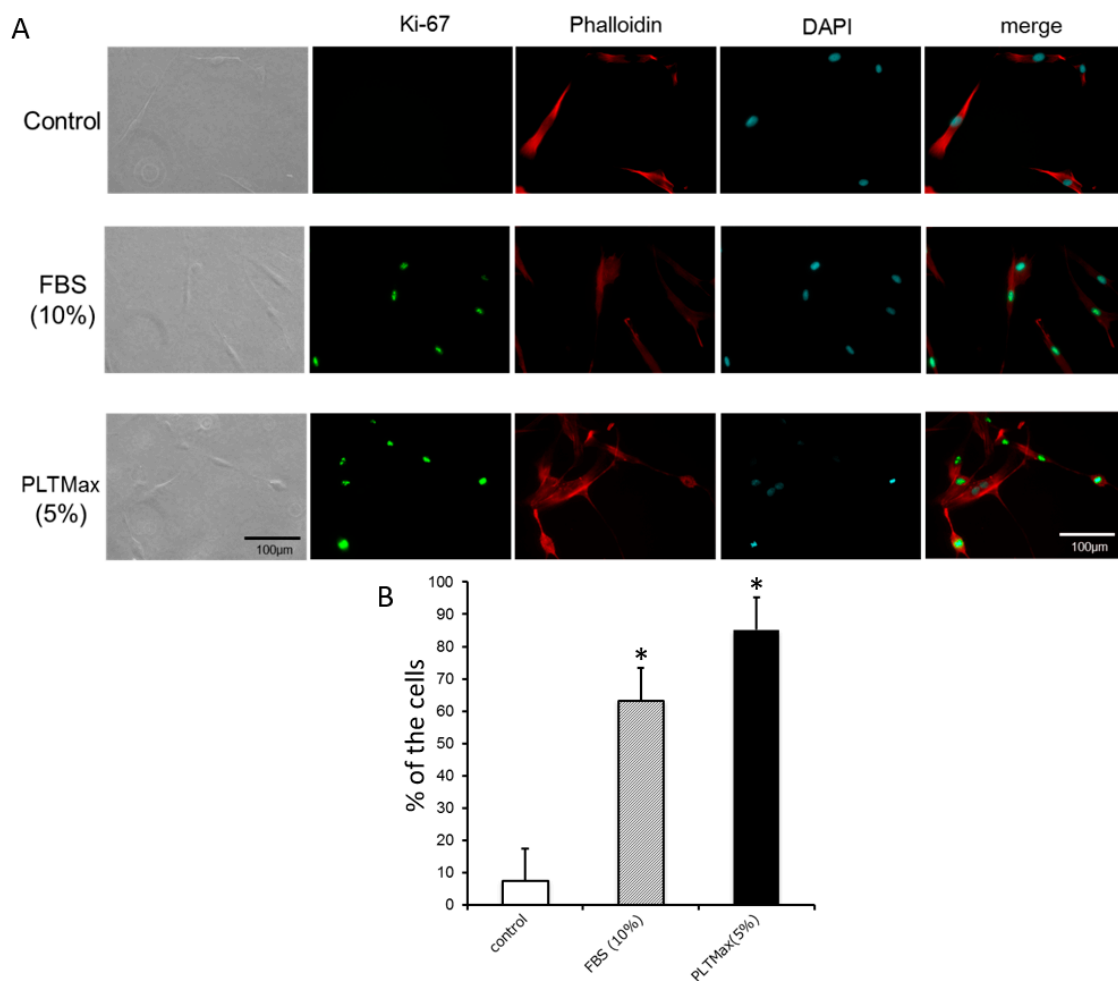 A
Ki-67 Phalloidin DAPI merge
Control
FBS
(10%)
PLTMax
(5%)
100μm
100μm
B
% of the cells
100
90
80
70
60
50
40
30
20
10
0
*
*
control
FBS (10%)
PLTMax(5%)